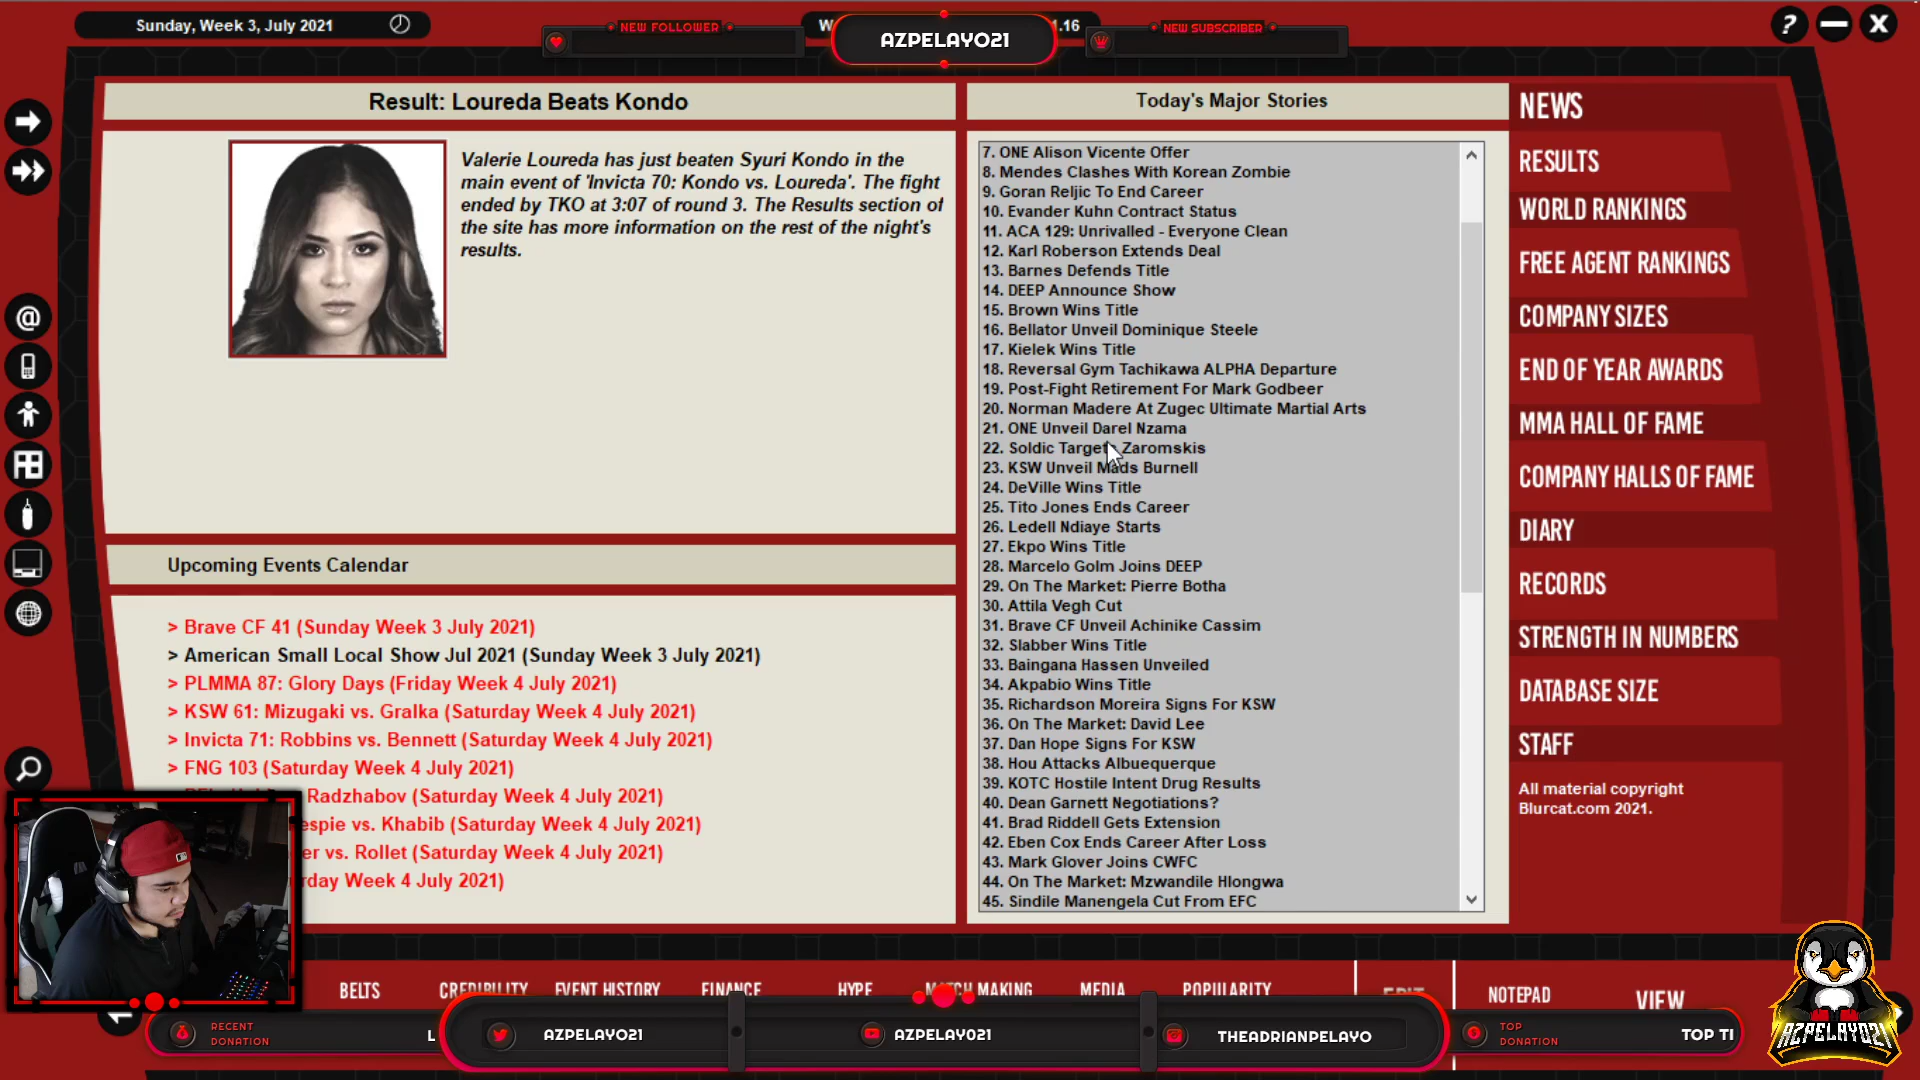 Sunday, Week 3, July 2021
NEW FOLLOWER
AZPELAYO21
.16
NEW SUBSCRIBER
?
X
Result: Loureda Beats Kondo
Valerie Loureda has just beaten Syuri Kondo in the
main event of 'Invicta 70: Kondo vs. Loureda'. The fight
ended by TKO at 3:07 of round 3. The Results section of
the site has more information on the rest of the night's
results.
Upcoming Events Calendar
> Brave CF 41 (Sunday Week 3 July 2021)
> American Small Local Show Jul 2021 (Sunday Week 3 July 2021)
> PLMMA 87: Glory Days (Friday Week 4 July 2021)
> KSW 61: Mizugaki vs. Gralka (Saturday Week 4 July 2021)
> Invicta 71: Robbins vs. Bennett (Saturday Week 4 July 2021)
> FNG 103 (Saturday Week 4 July 2021)
Radzhabov (Saturday Week 4 July 2021)
espie vs. Khabib (Saturday Week 4 July 2021)
er vs. Rollet (Saturday Week 4 July 2021)
rday Week 4 July 2021)
Today's Major Stories
7. ONE Alison Vicente Offer
8. Mendes Clashes With Korean Zombie
9. Goran Reljic To End Career
10. Evander Kuhn Contract Status
11. ACA 129: Unrivalled - Everyone Clean
12. Karl Roberson Extends Deal
13. Barnes Defends Title
14. DEEP Announce Show
15. Brown Wins Title
16. Bellator Unveil Dominique Steele
17. Kielek Wins Title
18. Reversal Gym Tachikawa ALPHA Departure
19. Post-Fight Retirement For Mark Godbeer
20. Norman Madere At Zugec Ultimate Martial Arts
21. ONE Unveil Darel Nzama
22. Soldic Targets Zaromskis
23. KSW Unveil Mads Burnell
24. DeVille Wins Title
25. Tito Jones Ends Career
26. Ledell Ndiaye Starts
27. Ekpo Wins Title
28. Marcelo Golm Joins DEEP
29. On The Market: Pierre Botha
30. Attila Vegh Cut
31. Brave CF Unveil Achinike Cassim
32. Slabber Wins Title
33. Baingana Hassen Unveiled
34. Akpabio Wins Title
35. Richardson Moreira Signs For KSW
36. On The Market: David Lee
37. Dan Hope Signs For KSW
38. Hou Attacks Albuequerque
39. KOTC Hostile Intent Drug Results
40. Dean Garnett Negotiations?
41. Brad Riddell Gets Extension
42. Eben Cox Ends Career After Loss
43. Mark Glover Joins CWFC
44. On The Market: Mzwandile Hlongwa
45. Sindile Manengela Cut From EFC
NEWS
RESULTS
WORLD RANKINGS
FREE AGENT RANKINGS
COMPANY SIZES
END OF YEAR AWARDS
MMA HALL OF FAME
COMPANY HALLS OF FAME
DIARY
RECORDS
STRENGTH IN NUMBERS
DATABASE SIZE
STAFF
All material copyright
Blurcat.com 2021.
BELTS
CREDIBILITY
EVENT HISTORY
FINANCE
HYPE
MATCH MAKING
MEDIA
POPULARITY
EDIT
NOTEPAD
VIEW
RECENT
DONATION
L
AZPELAYO21
AZPELAYO21
THEADRIANPELAYO
TOP
DONATION
TOP TI
AZPELAYO21